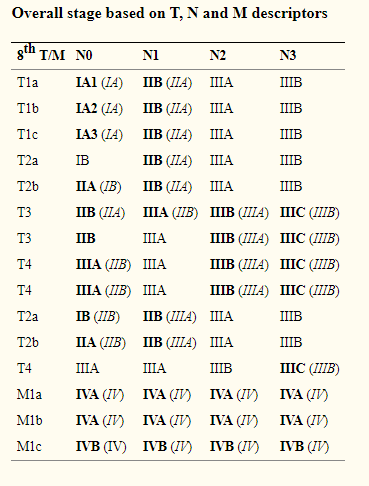 Overall stage based on T, N and M descriptors
8th T/M N0 N1 N2 N3
T1a IA1 (IA) IIB (IIA) IIIA IIIB
T1b IA2 (IA) IIB (IIA) IIIA IIIB
T1c IA3 (IA) IIB (IIA) IIIA IIIB
T2a IB IIB (IIA) IIIA IIIB
T2b IIA (IB) IIB (IIA) IIIA IIIB
T3 IIB (IIA) IIIA (IIB) IIIB (IIIA) IIIC (IIIB)
T3 IIB IIIA IIIB (IIIA) IIIC (IIIB)
T4 IIIA (IIB) IIIA IIIB (IIIA) IIIC (IIIB)
T4 IIIA (IIB) IIIA IIIB (IIIA) IIIC (IIIB)
T2a IB (IIB) IIB (IIIA) IIIA IIIB
T2b IIA (IIB) IIB (IIIA) IIIA IIIB
T4 IIIA IIIA IIIB IIIC (IIIB)
M1a IVA (IV) IVA (IV) IVA (IV) IVA (IV)
M1b IVA (IV) IVA (IV) IVA (IV) IVA (IV)
M1c IVB (IV) IVB (IV) IVB (IV) IVB (IV)